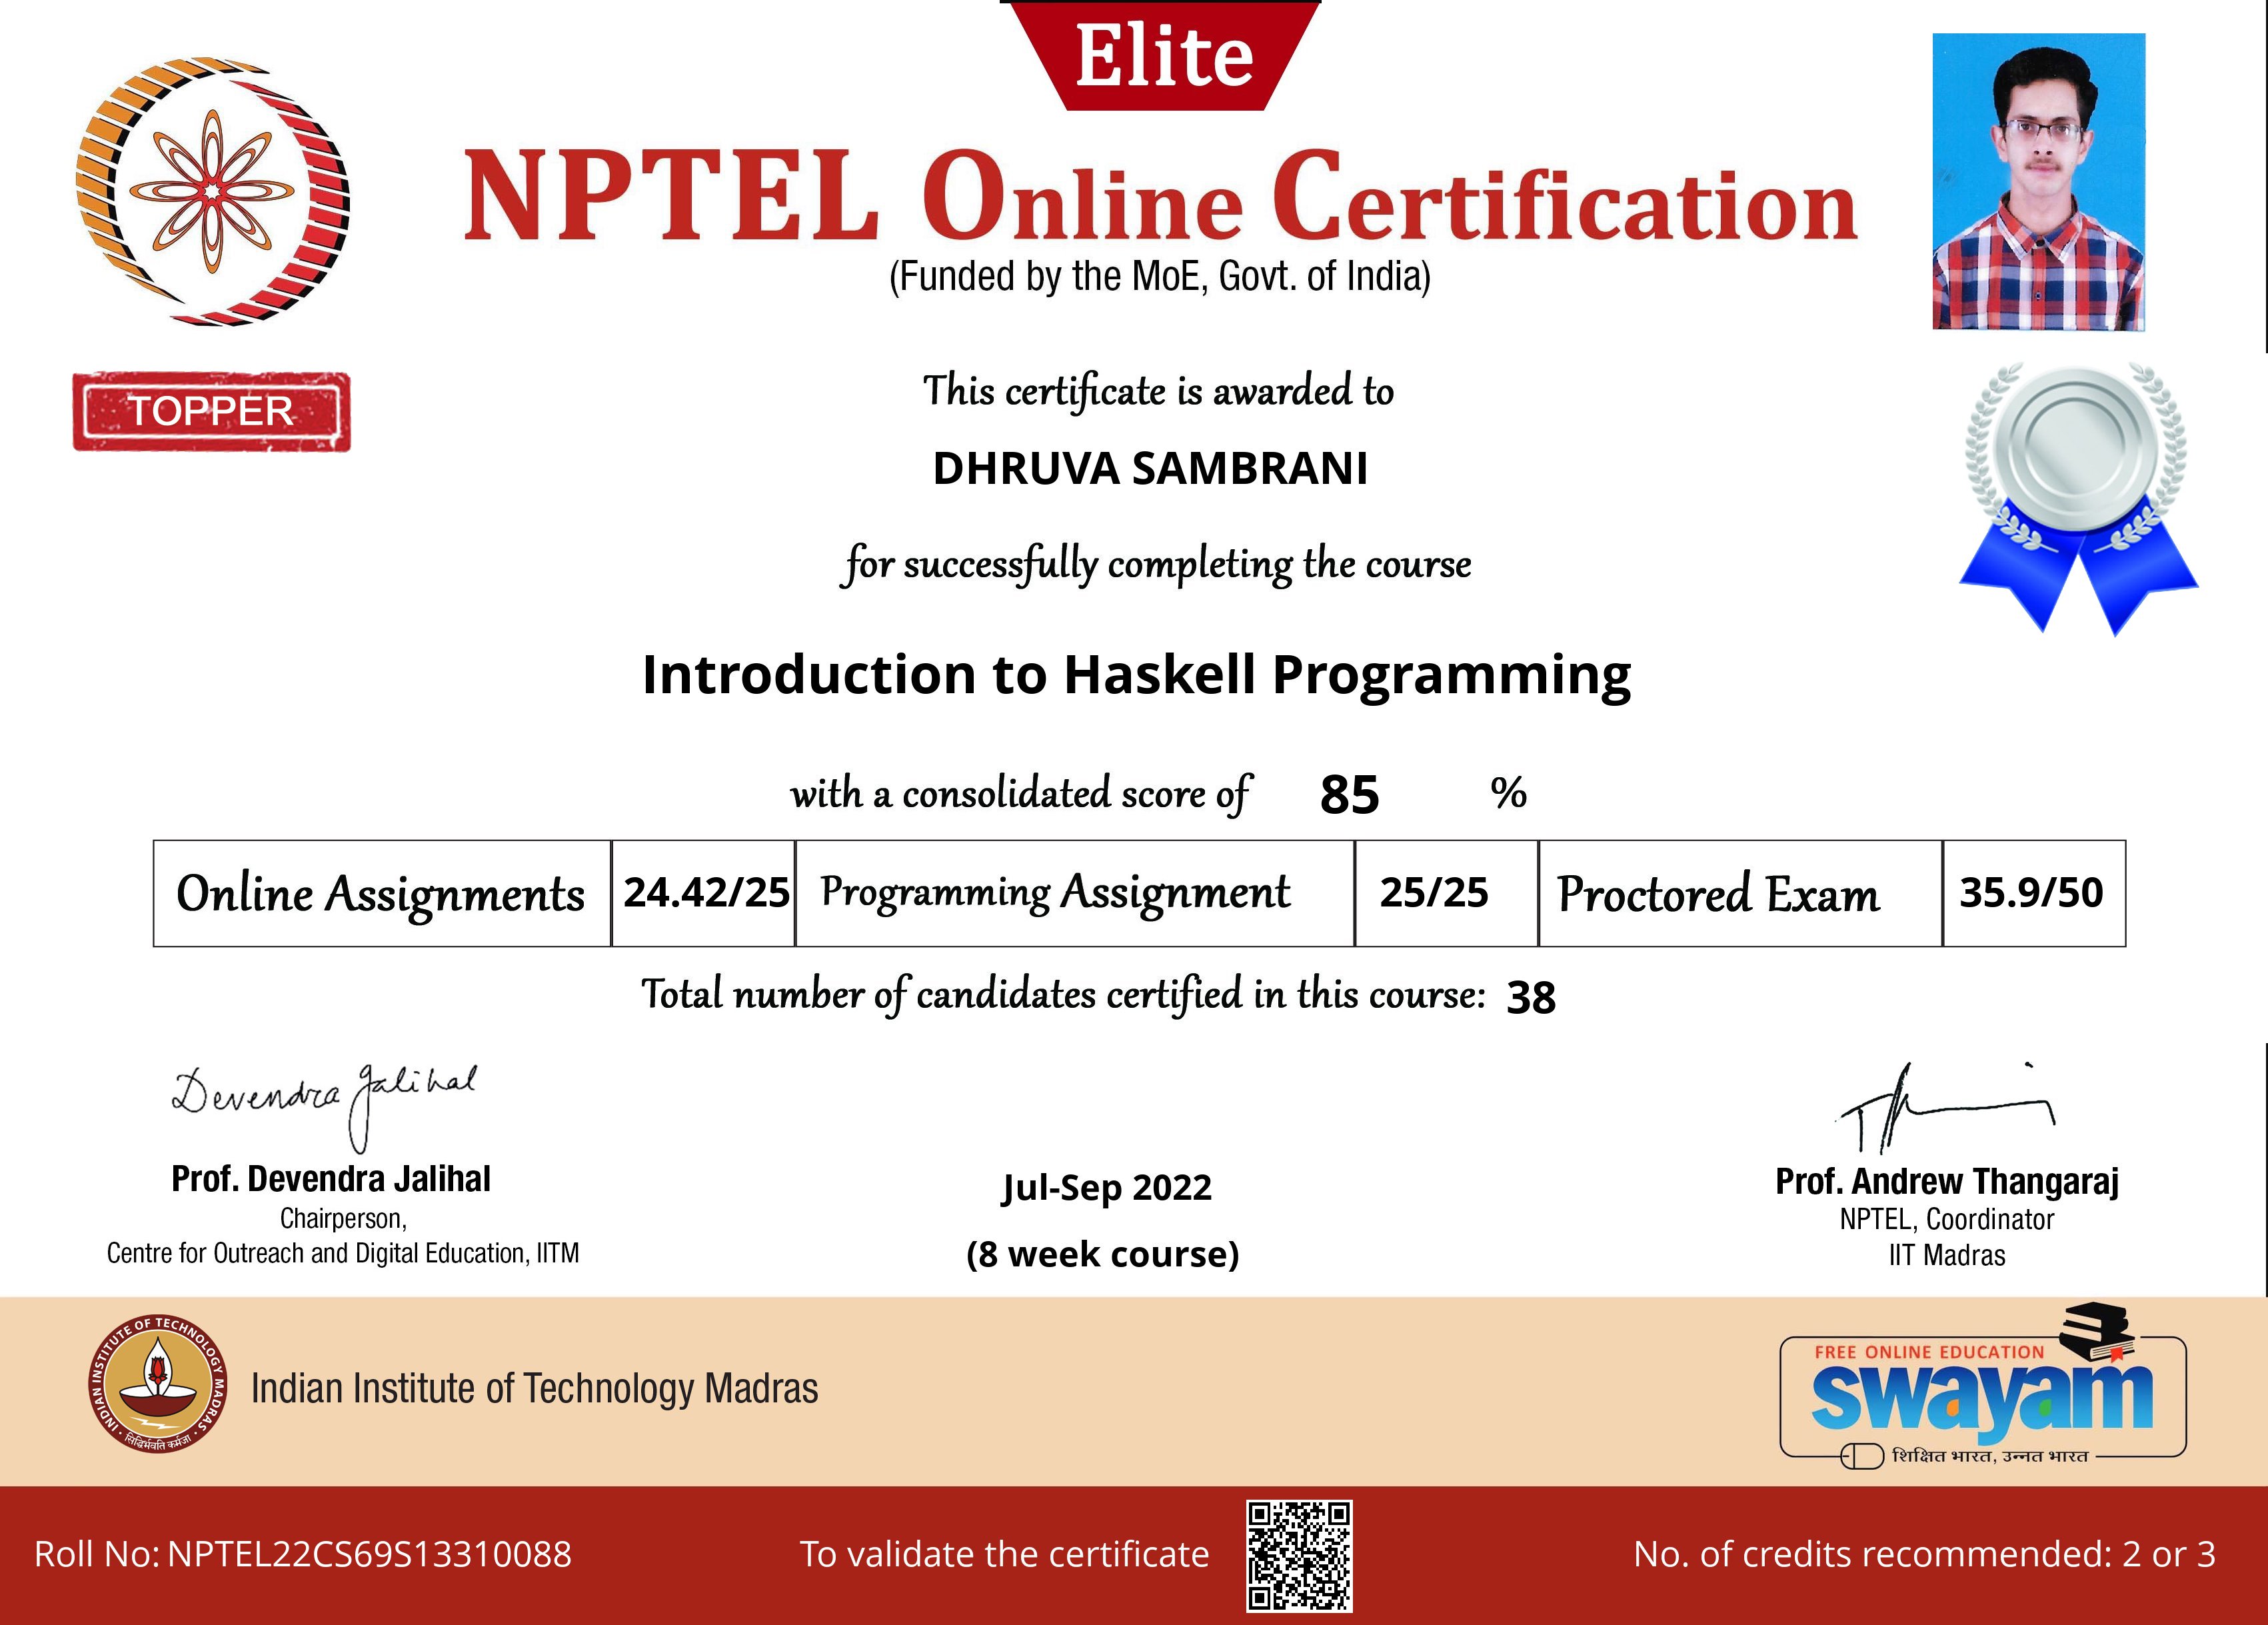 Elite
NPTEL Online Certification
(Funded by the MoE, Govt. of India)
TOPPER
This certificate is awarded to
DHRUVA SAMBRANI
for successfully completing the course
Introduction to Haskell Programming
with a consolidated score of 85 %
Online Assignments 24.42/25 Programming Assignment 25/25 Proctored Exam 35.9/50
Total number of candidates certified in this course: 38
Devendra Jalihal
Prof. Devendra Jalihal
Chairperson,
Centre for Outreach and Digital Education, IITM
Jul-Sep 2022
(8 week course)
Prof. Andrew Thangaraj
NPTEL, Coordinator
IIT Madras
INDIAN INSTITUTE OF TECHNOLOGY MADRAS
सिद्धिर्भवति कर्मजा
Indian Institute of Technology Madras
FREE ONLINE EDUCATION
swayam
शिक्षित भारत, उन्नत भारत
Roll No: NPTEL22CS69S13310088
To validate the certificate
No. of credits recommended: 2 or 3